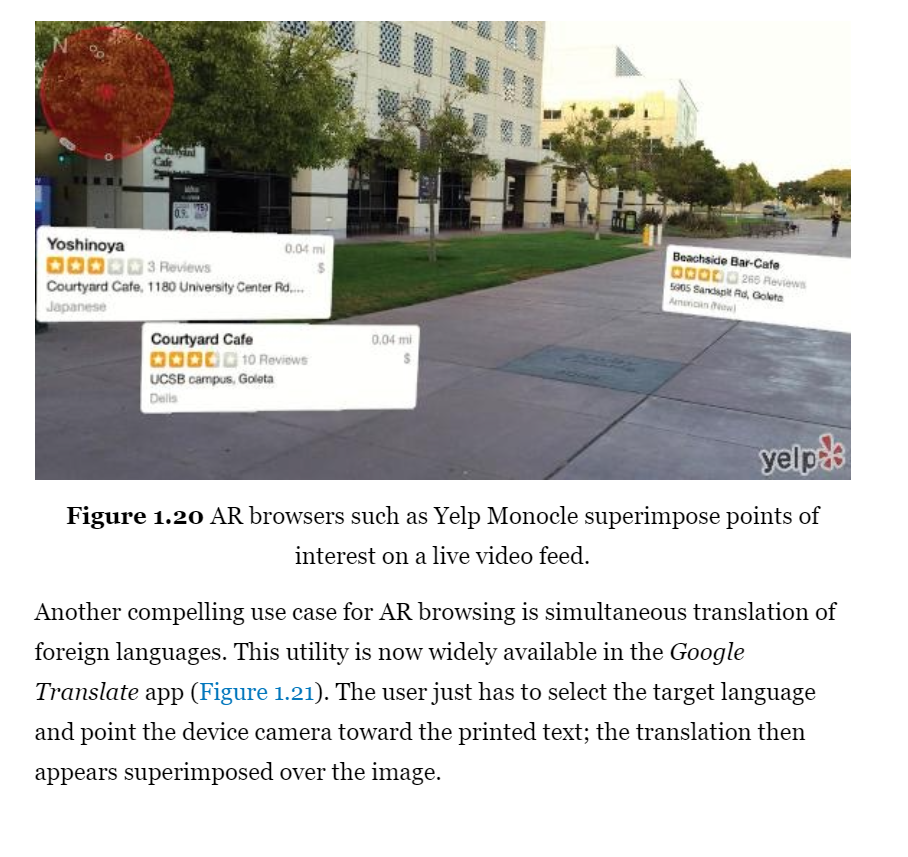 N
Courtyard
Cafe
Yoshinoya
0.04 mi
3 Reviews
$
Courtyard Cafe, 1180 University Center Rd,...
Japanese
Courtyard Cafe
0.04 mi
10 Reviews
$
UCSB campus, Goleta
Delis
Beachside Bar-Cafe
265 Reviews
5905 Sandspit Rd, Goleta
American (New)
yelp
Figure 1.20 AR browsers such as Yelp Monocle superimpose points of
interest on a live video feed.
Another compelling use case for AR browsing is simultaneous translation of
foreign languages. This utility is now widely available in the Google
Translate app (Figure 1.21). The user just has to select the target language
and point the device camera toward the printed text; the translation then
appears superimposed over the image.